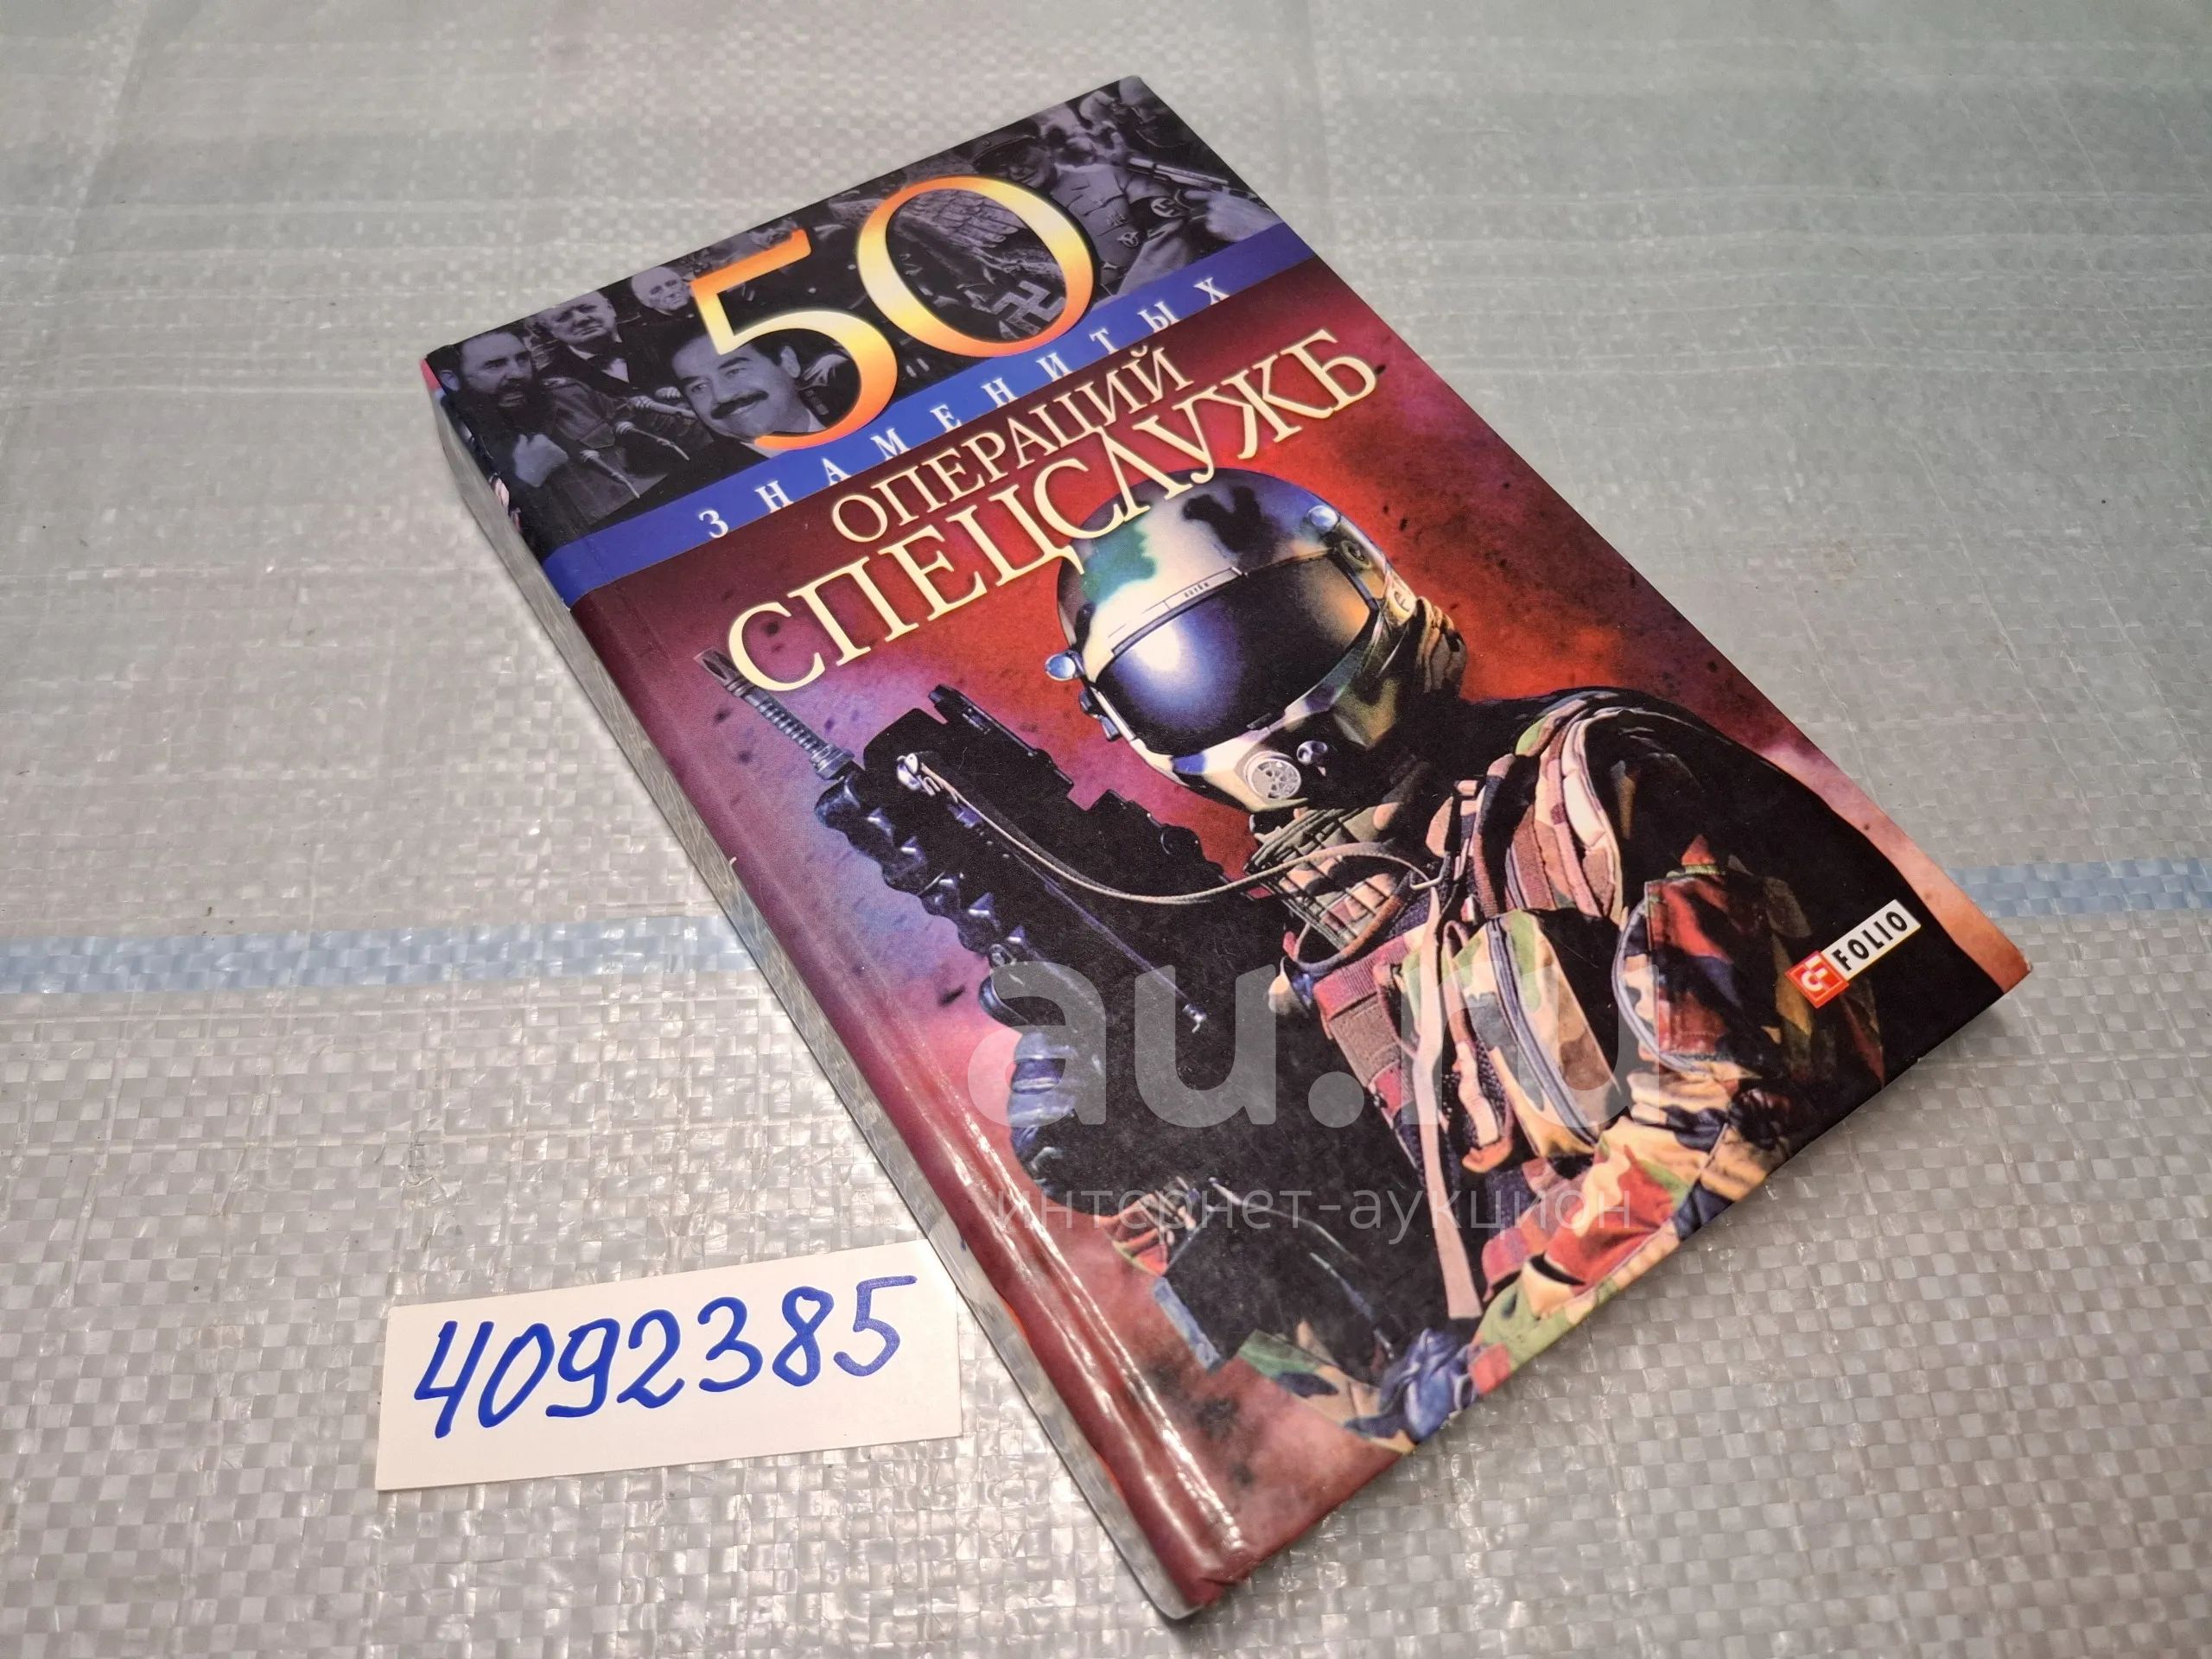 50
ЗНАМЕНИТЫХ
ОПЕРАЦИЙ
СПЕЦСЛУЖБ
FOLIO
au.ru
интернет-аукцион
4092385